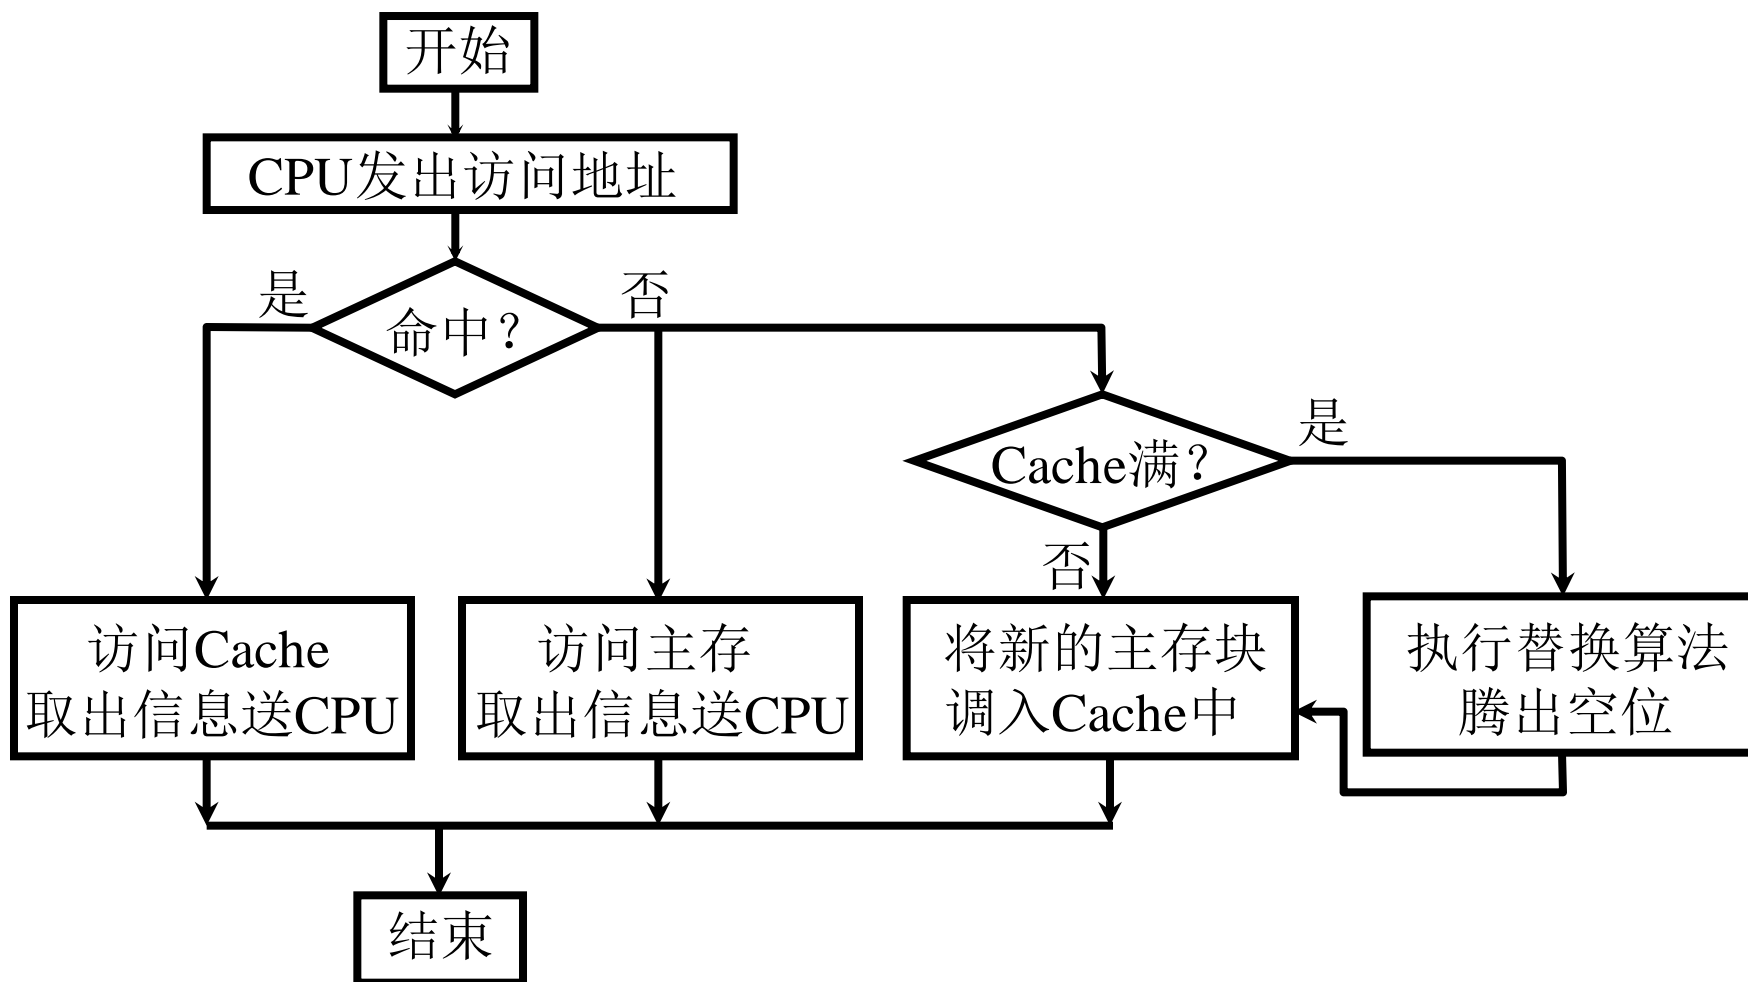 开始
CPU发出访问地址
是
否
命中？
是
Cache满？
否
访问Cache
取出信息送CPU
访问主存
取出信息送CPU
将新的主存块
调入Cache中
执行替换算法
腾出空位
结束